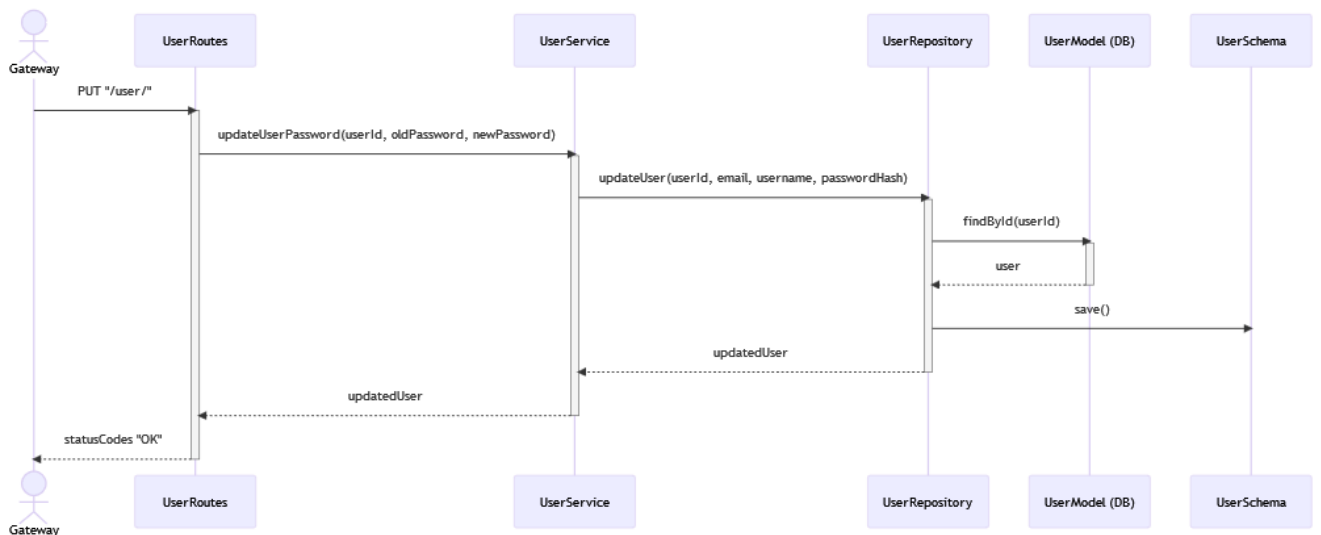 UserRoutes
UserService
UserRepository
UserModel (DB)
UserSchema
Gateway
PUT "/user/"
updateUserPassword(userId, oldPassword, newPassword)
updateUser(userId, email, username, passwordHash)
findById(userId)
user
save()
updatedUser
updatedUser
statusCodes "OK"
UserRoutes
UserService
UserRepository
UserModel (DB)
UserSchema
Gateway